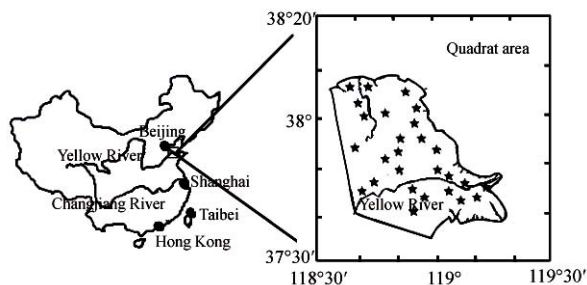 Beijing
Yellow River
Shanghai
Changjiang River
Taibei
Hong Kong
38°20'
Quadrat area
38°
Yellow River
37°30'
118°30'
119°
119°30'